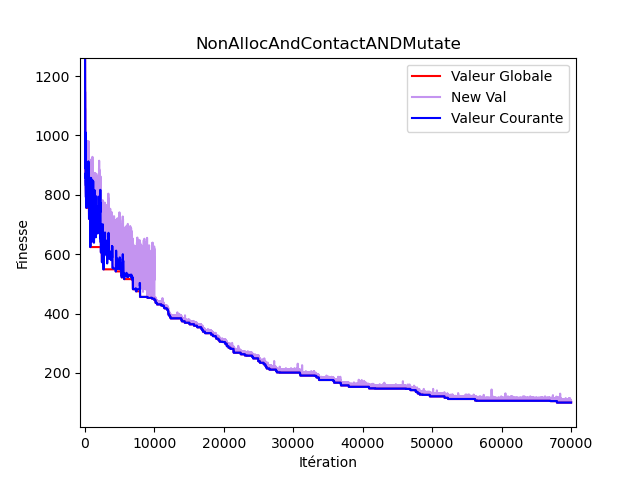 NonAllocAndContactANDMutate
Valeur Globale
New Val
Valeur Courante
Finesse
1200
1000
800
600
400
200
0 10000 20000 30000 40000 50000 60000 70000
Itération